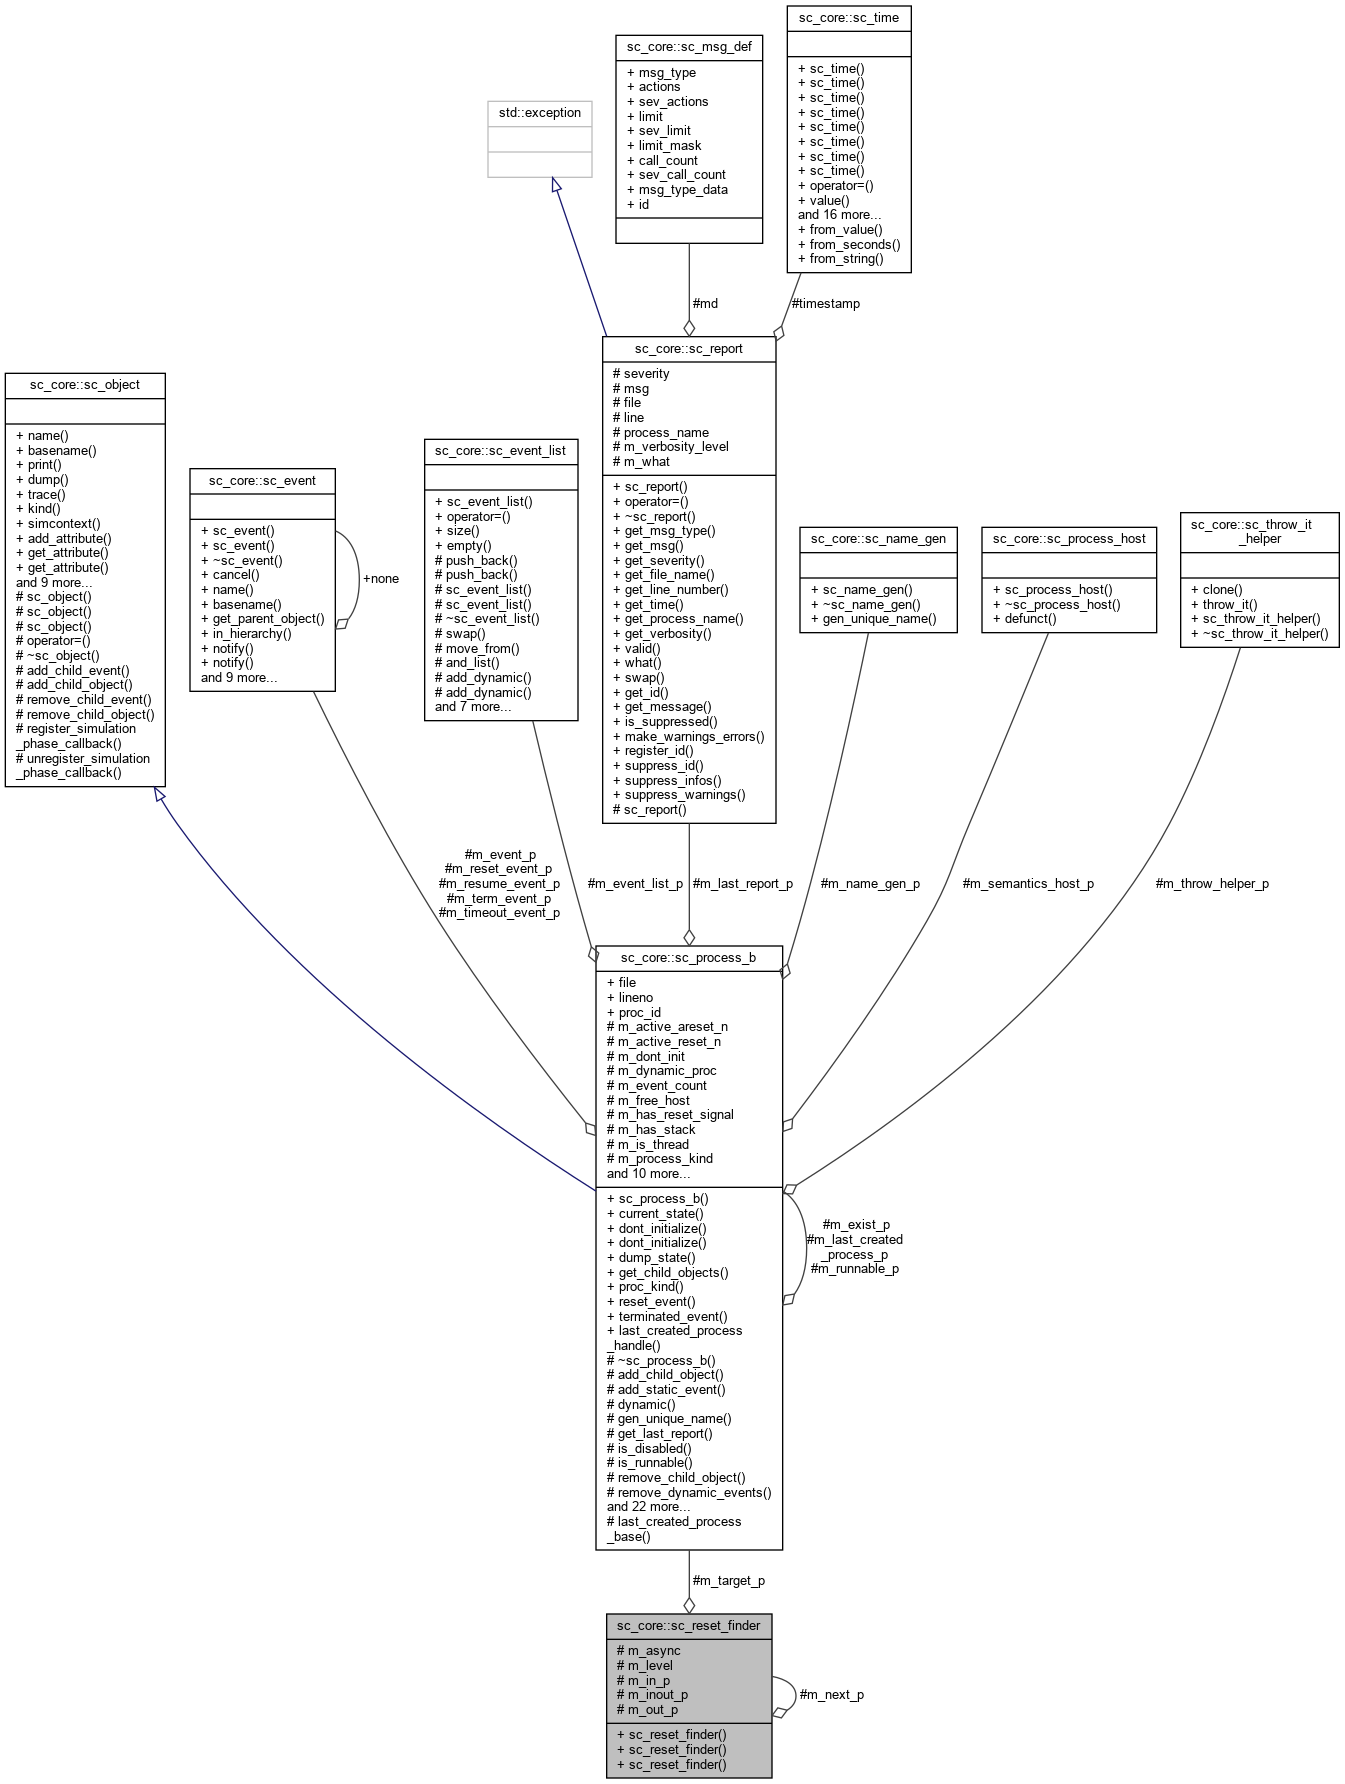 sc_core::sc_time
+ sc_time()
+ sc_time()
+ sc_time()
+ sc_time()
+ sc_time()
+ sc_time()
+ sc_time()
+ sc_time()
+ operator=()
+ value()
and 16 more...
+ from_value()
+ from_seconds()
+ from_string()
sc_core::sc_msg_def
+ msg_type
+ actions
+ sev_actions
+ limit
+ sev_limit
+ limit_mask
+ call_count
+ sev_call_count
+ msg_type_data
+ id
std::exception
#md
#timestamp
sc_core::sc_report
# severity
# msg
# file
# line
# process_name
# m_verbosity_level
# m_what
+ sc_report()
+ operator=()
+ ~sc_report()
+ get_msg_type()
+ get_msg()
+ get_severity()
+ get_file_name()
+ get_line_number()
+ get_time()
+ get_process_name()
+ get_verbosity()
+ valid()
+ what()
+ swap()
+ get_id()
+ get_message()
+ is_suppressed()
+ make_warnings_errors()
+ register_id()
+ suppress_id()
+ suppress_infos()
+ suppress_warnings()
# sc_report()
sc_core::sc_object
+ name()
+ basename()
+ print()
+ dump()
+ trace()
+ kind()
+ simcontext()
+ add_attribute()
+ get_attribute()
+ get_attribute()
and 9 more...
# sc_object()
# sc_object()
# sc_object()
# operator=()
# ~sc_object()
# add_child_event()
# add_child_object()
# remove_child_event()
# remove_child_object()
# register_simulation
_phase_callback()
# unregister_simulation
_phase_callback()
sc_core::sc_event
+ sc_event()
+ sc_event()
+ ~sc_event()
+ cancel()
+ name()
+ basename()
+ get_parent_object()
+ in_hierarchy()
+ notify()
+ notify()
and 9 more...
+none
sc_core::sc_event_list
+ sc_event_list()
+ operator=()
+ size()
+ empty()
# push_back()
# push_back()
# sc_event_list()
# sc_event_list()
# ~sc_event_list()
# swap()
# move_from()
# and_list()
# add_dynamic()
# add_dynamic()
and 7 more...
sc_core::sc_name_gen
+ sc_name_gen()
+ ~sc_name_gen()
+ gen_unique_name()
sc_core::sc_process_host
+ sc_process_host()
+ ~sc_process_host()
+ defunct()
sc_core::sc_throw_it
_helper
+ clone()
+ throw_it()
+ sc_throw_it_helper()
+ ~sc_throw_it_helper()
#m_event_p
#m_reset_event_p
#m_resume_event_p
#m_term_event_p
#m_timeout_event_p
#m_event_list_p
#m_last_report_p
#m_name_gen_p
#m_semantics_host_p
#m_throw_helper_p
sc_core::sc_process_b
+ file
+ lineno
+ proc_id
# m_active_areset_n
# m_active_reset_n
# m_dont_init
# m_dynamic_proc
# m_event_count
# m_free_host
# m_has_reset_signal
# m_has_stack
# m_is_thread
# m_process_kind
and 10 more...
+ sc_process_b()
+ current_state()
+ dont_initialize()
+ dont_initialize()
+ dump_state()
+ get_child_objects()
+ proc_kind()
+ reset_event()
+ terminated_event()
+ last_created_process
_handle()
# ~sc_process_b()
# add_child_object()
# add_static_event()
# dynamic()
# gen_unique_name()
# get_last_report()
# is_disabled()
# is_runnable()
# remove_child_object()
# remove_dynamic_events()
and 22 more...
# last_created_process
_base()
#m_exist_p
#m_last_created
_process_p
#m_runnable_p
#m_target_p
sc_core::sc_reset_finder
# m_async
# m_level
# m_in_p
# m_inout_p
# m_out_p
+ sc_reset_finder()
+ sc_reset_finder()
+ sc_reset_finder()
#m_next_p